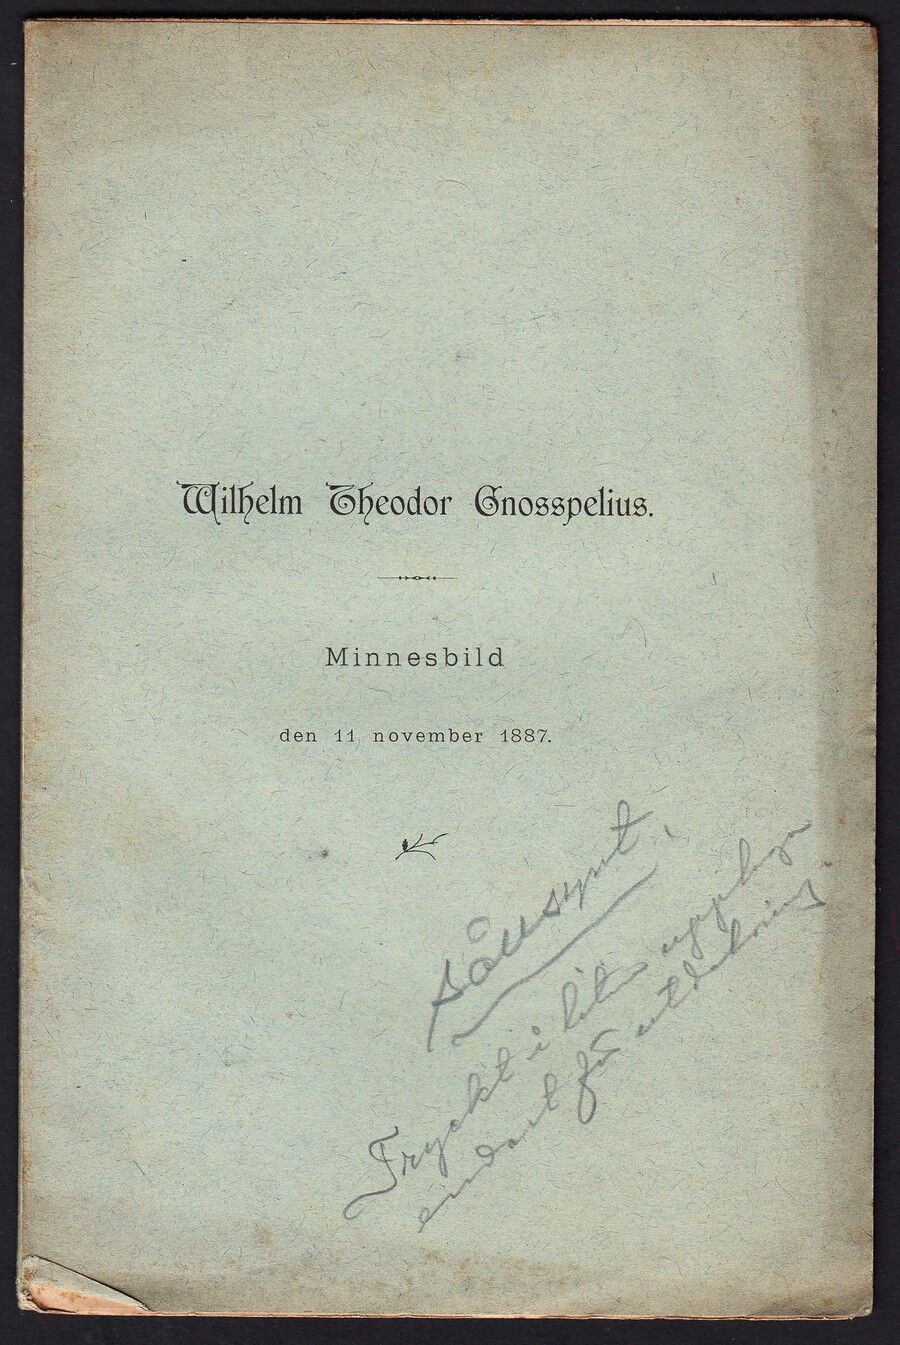 Wilhelm Theodor Gnosspelius.
Minnesbild
den 11 november 1887.
Sällsynt.
Tryckt i liten upplaga
endast för utdelning.